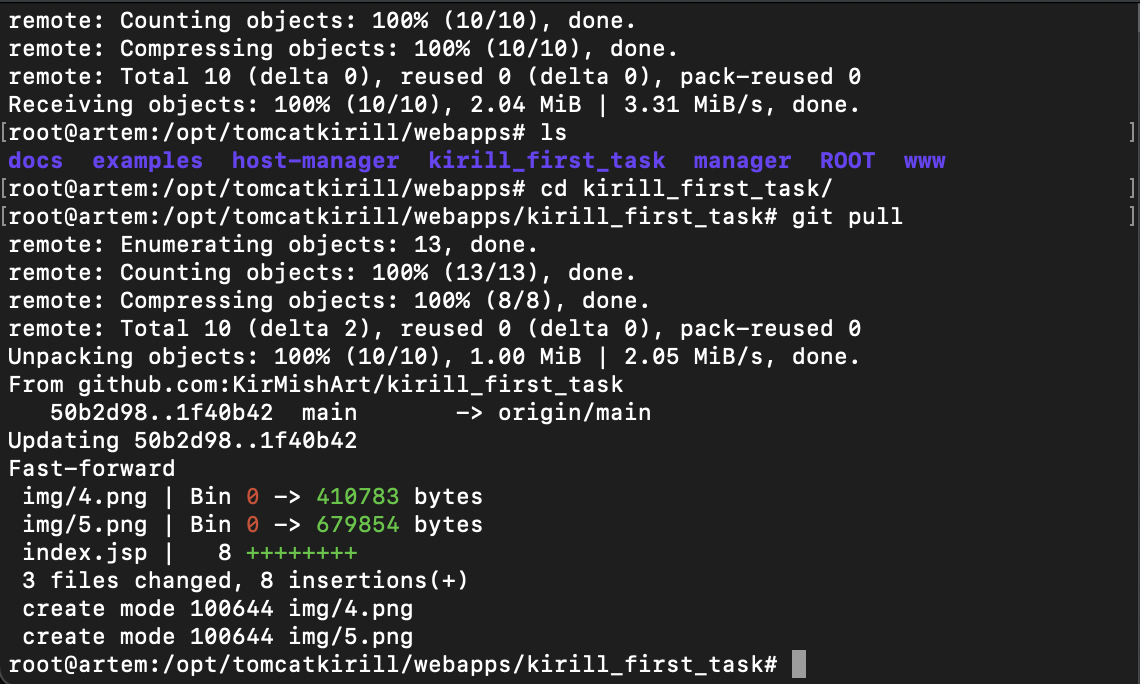 remote: Counting objects: 100% (10/10), done.
remote: Compressing objects: 100% (10/10), done.
remote: Total 10 (delta 0), reused 0 (delta 0), pack-reused 0
Receiving objects: 100% (10/10), 2.04 MiB | 3.31 MiB/s, done.
[root@artem:/opt/tomcatkirill/webapps# ls ]
docs  examples  host-manager  kirill_first_task  manager  ROOT  www
[root@artem:/opt/tomcatkirill/webapps# cd kirill_first_task/ ]
[root@artem:/opt/tomcatkirill/webapps/kirill_first_task# git pull ]
remote: Enumerating objects: 13, done.
remote: Counting objects: 100% (13/13), done.
remote: Compressing objects: 100% (8/8), done.
remote: Total 10 (delta 2), reused 0 (delta 0), pack-reused 0
Unpacking objects: 100% (10/10), 1.00 MiB | 2.05 MiB/s, done.
From github.com:KirMishArt/kirill_first_task
   50b2d98..1f40b42  main       -> origin/main
Updating 50b2d98..1f40b42
Fast-forward
 img/4.png | Bin 0 -> 410783 bytes
 img/5.png | Bin 0 -> 679854 bytes
 index.jsp |   8 ++++++++
 3 files changed, 8 insertions(+)
 create mode 100644 img/4.png
 create mode 100644 img/5.png
root@artem:/opt/tomcatkirill/webapps/kirill_first_task#